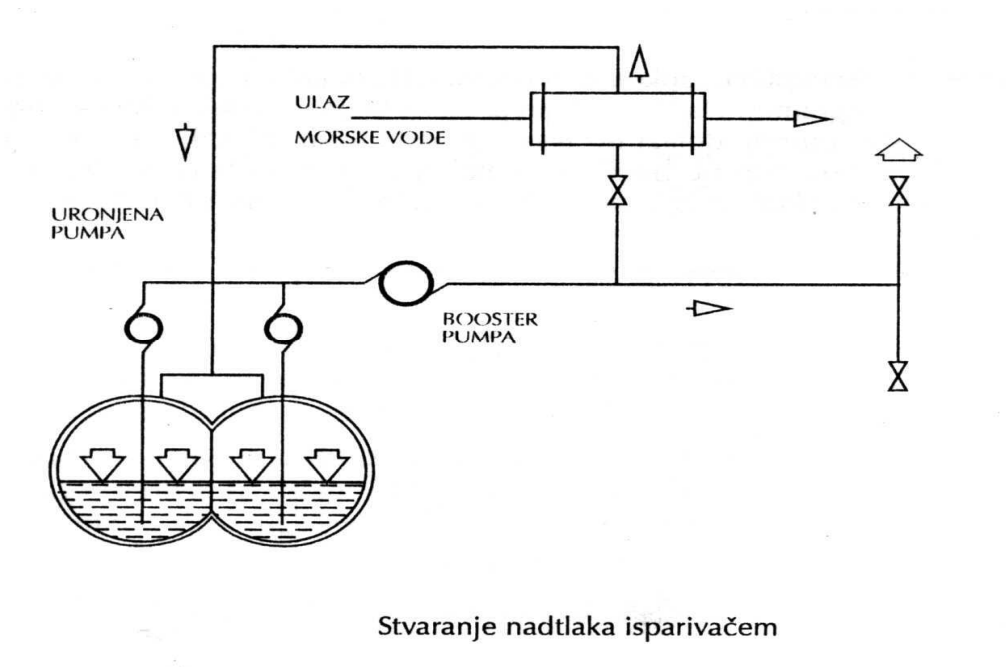 ULAZ
MORSKE VODE
URONJENA
PUMPA
BOOSTER
PUMPA
Stvaranje nadtlaka isparivačem